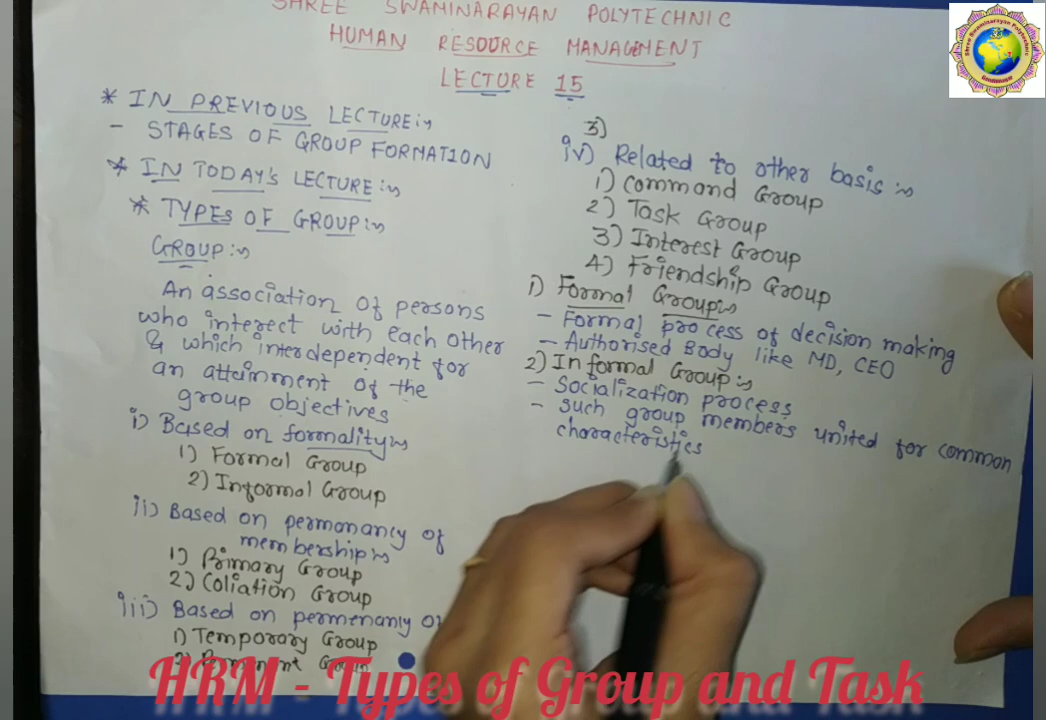 SHREE SWAMINARAYAN POLYTECHNIC
HUMAN RESOURCE MANAGEMENT
LECTURE 15
* IN PREVIOUS LECTURE:-
- STAGES OF GROUP FORMATION
* IN TODAY'S LECTURE:-
* TYPES OF GROUP:-
GROUP:-
An association of persons
who interect with each other
& which interdependent for
an attainment of the
group objectives
i) Based on formality:-
1) Formal Group
2) Informal Group
ii) Based on permanancy of
membership:-
1) Primary Group
2) Coliation Group
iii) Based on permenanly of
1) Temporary Group
3)
iv) Related to other basis:-
1) Command Group
2) Task Group
3) Interest Group
4) Friendship Group
1) Formal Group:-
- Formal process of decision making
- Authorised Body like MD, CEO
2) Informal Group:-
- Socialization process
- such group members united for common
characteristics
HRM - Types of Group and Task
Shree Swaminarayan Polytechnic